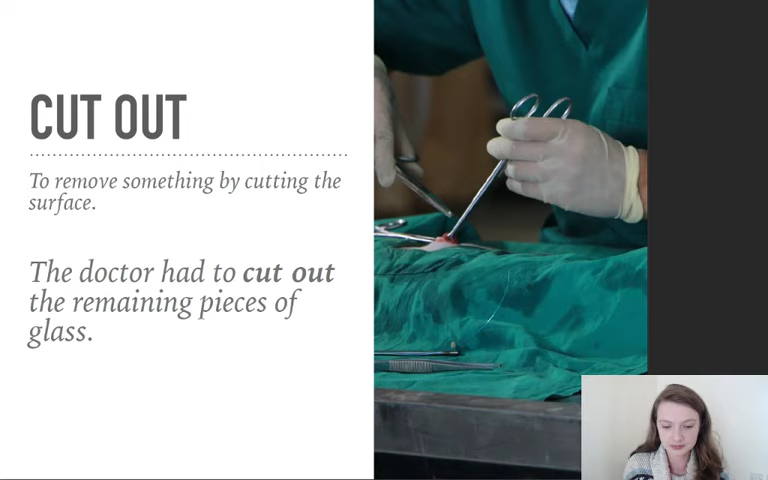 CUT OUT
To remove something by cutting the
surface.
The doctor had to cut out
the remaining pieces of
glass.